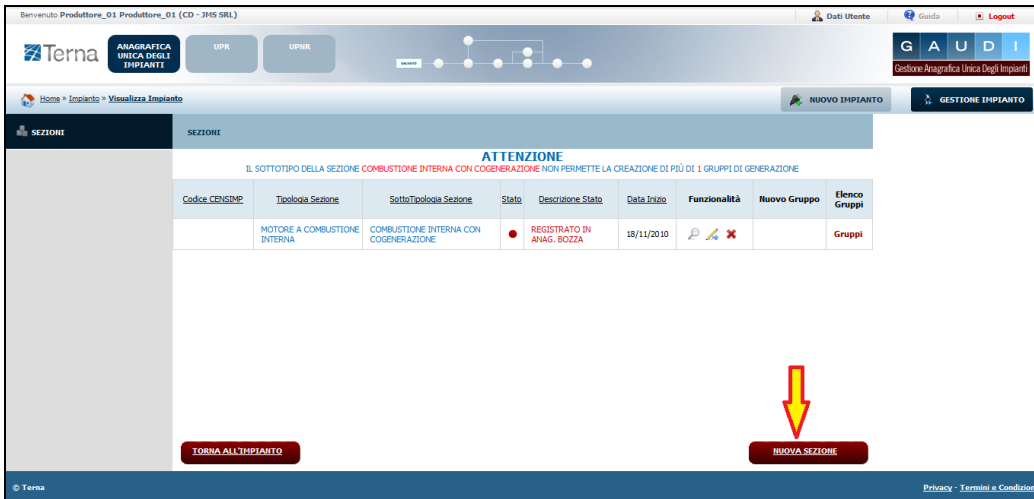 Benvenuto Produttore_01 Produttore_01 (CD - JMS SRL)
Dati Utente
Guida
Logout
Terna
ANAGRAFICA
UNICA DEGLI
IMPIANTI
UPR
UPNR
G A U D I
Gestione Anagrafica Unica Degli Impianti
Home » Impianto » Visualizza Impianto
NUOVO IMPIANTO
GESTIONE IMPIANTO
SEZIONI
SEZIONI
ATTENZIONE
IL SOTTOTIPO DELLA SEZIONE COMBUSTIONE INTERNA CON COGENERAZIONE NON PERMETTE LA CREAZIONE DI PIÙ DI 1 GRUPPI DI GENERAZIONE
Codice CENSIMP Tipologia Sezione SottoTipologia Sezione Stato Descrizione Stato Data Inizio Funzionalità Nuovo Gruppo Elenco
Gruppi
MOTORE A COMBUSTIONE
INTERNA
COMBUSTIONE INTERNA CON
COGENERAZIONE
REGISTRATO IN
ANAG. BOZZA
18/11/2010
Gruppi
TORNA ALL'IMPIANTO
NUOVA SEZIONE
© Terna
Privacy - Termini e Condizion